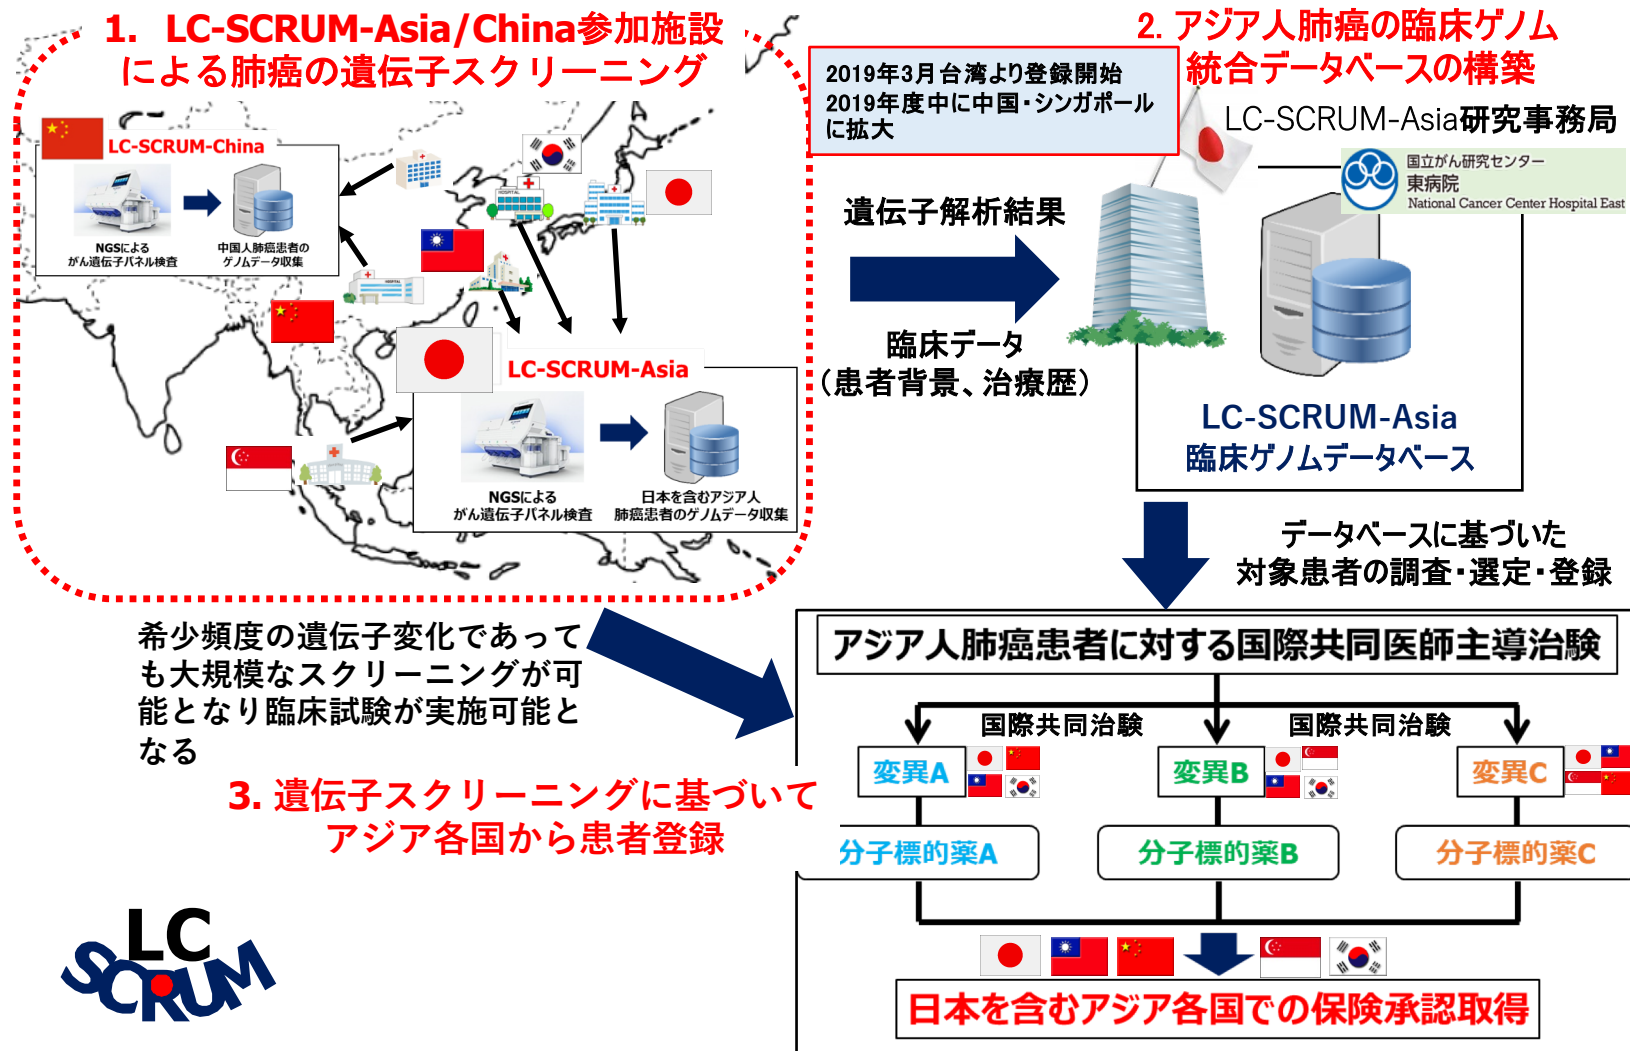 1. LC-SCRUM-Asia/China参加施設
による肺癌の遺伝子スクリーニング
LC-SCRUM-China
NGSによる
がん遺伝子パネル検査
中国人肺癌患者の
ゲノムデータ収集
HOSPITAL
HOSPITAL
LC-SCRUM-Asia
NGSによる
がん遺伝子パネル検査
日本を含むアジア人
肺癌患者のゲノムデータ収集
2019年3月台湾より登録開始
2019年度中に中国・シンガポール
に拡大
遺伝子解析結果
臨床データ
(患者背景、治療歴)
2. アジア人肺癌の臨床ゲノム
統合データベースの構築
LC-SCRUM-Asia研究事務局
国立がん研究センター
東病院
National Cancer Center Hospital East
LC-SCRUM-Asia
臨床ゲノムデータベース
データベースに基づいた
対象患者の調査・選定・登録
希少頻度の遺伝子変化であって
も大規模なスクリーニングが可
能となり臨床試験が実施可能と
なる
3. 遺伝子スクリーニングに基づいて
アジア各国から患者登録
アジア人肺癌患者に対する国際共同医師主導治験
国際共同治験
国際共同治験
変異A
変異B
変異C
分子標的薬A
分子標的薬B
分子標的薬C
日本を含むアジア各国での保険承認取得
LC
SCRUM